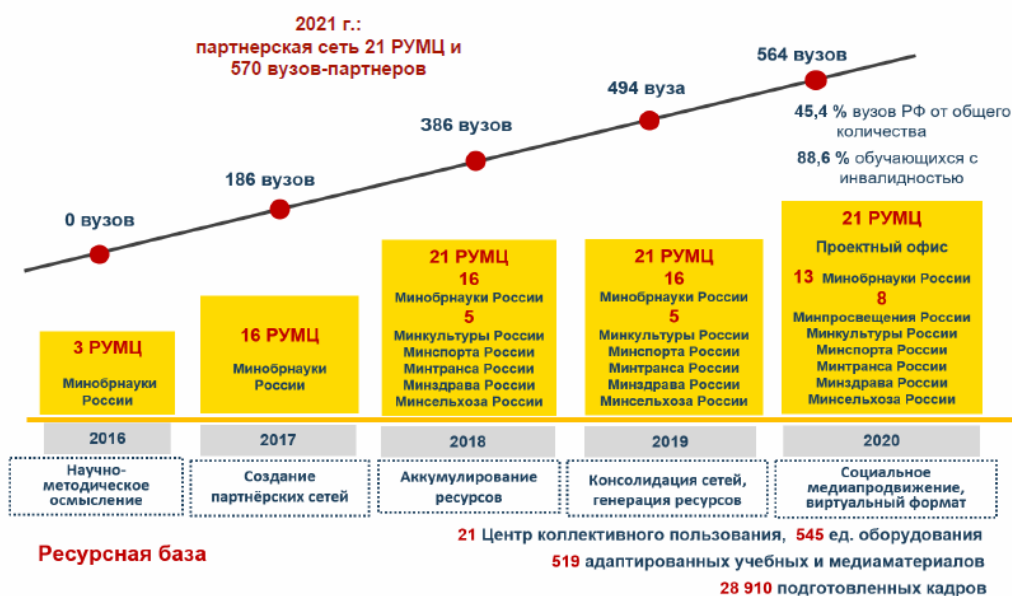 2021 г.:
партнерская сеть 21 РУМЦ и
570 вузов-партнеров
0 вузов
186 вузов
386 вузов
494 вуза
564 вузов
45,4 % вузов РФ от общего
количества
88,6 % обучающихся с
инвалидностью
3 РУМЦ
Минобрнауки
России
16 РУМЦ
Минобрнауки
России
21 РУМЦ
16
Минобрнауки России
5
Минкультуры России
Минспорта России
Минтранса России
Минздрава России
Минсельхоза России
21 РУМЦ
16
Минобрнауки России
5
Минкультуры России
Минспорта России
Минтранса России
Минздрава России
Минсельхоза России
21 РУМЦ
Проектный офис
13 Минобрнауки России
8
Минпросвещения России
Минкультуры России
Минспорта России
Минтранса России
Минздрава России
Минсельхоза России
2016
2017
2018
2019
2020
Научно-
методическое
осмысление
Создание
партнёрских сетей
Аккумулирование
ресурсов
Консолидация сетей,
генерация ресурсов
Социальное
медиапродвижение,
виртуальный формат
Ресурсная база
21 Центр коллективного пользования, 545 ед. оборудования
519 адаптированных учебных и медиаматериалов
28 910 подготовленных кадров